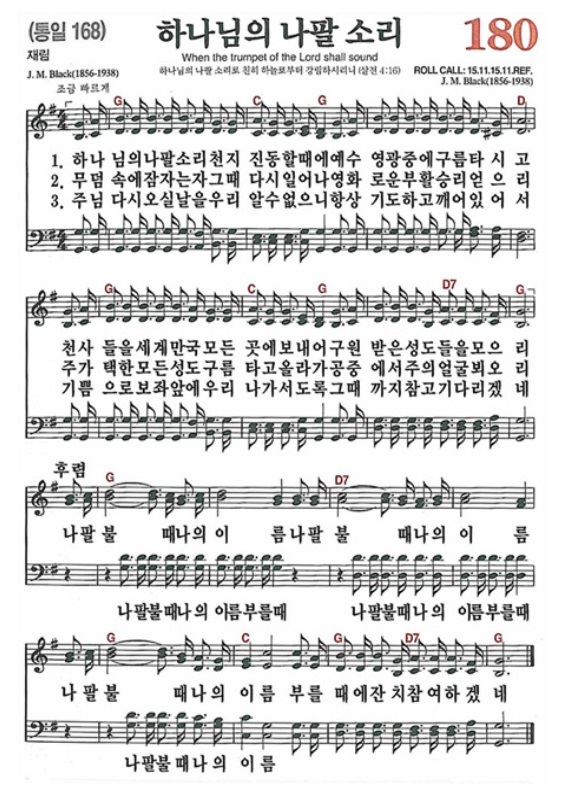 (통일 168)
하나님의 나팔 소리
180
When the trumpet of the Lord shall sound
재림
하나님의 나팔 소리로 친히 하늘로부터 강림하시리니 (살전 4:16)
J. M. Black(1856-1938)
ROLL CALL: 15.11.15.11.REF.
J. M. Black(1856-1938)
조금 빠르게
G C G D
1. 하나 님의나팔소리천지 진동할때에예수 영광중에구름타 시 고
2. 무덤 속에잠자는자그때 다시일어나영화 로운부활승리얻 으 리
3. 주님 다시오실날을우리 알수없으니항상 기도하고깨어있 어 서
G C G D7 G
천사 들을세계만국모든 곳에보내어구원 받은성도들을모으 리
주가 택한모든성도구름 타고올라가공중 에서주의얼굴뵈오 리
기쁨 으로보좌앞에우리 나가서도록그때 까지참고기다리겠 네
후렴
G D7
나팔 불 때나의 이 름나팔 불 때나의 이 름
나팔불때나의 이름부를때 나팔불때나의 이름부를때
G C G D7 G
나 팔 불 때나의 이름 부를 때에잔 치참여하겠 네
나팔불때나의 이 름